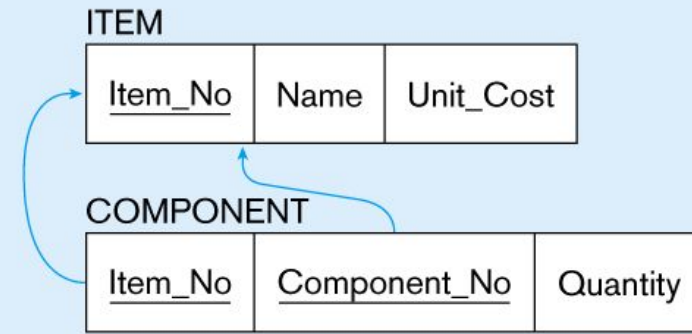 ITEM
Item_No Name Unit_Cost
COMPONENT
Item_No Component_No Quantity